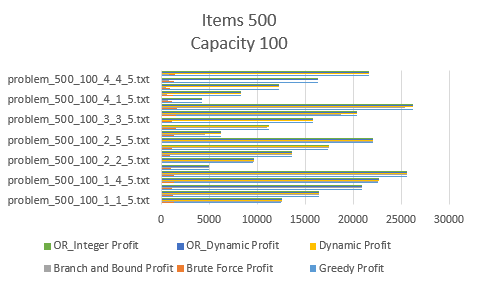 Items 500
Capacity 100
problem_500_100_4_4_5.txt
problem_500_100_4_1_5.txt
problem_500_100_3_3_5.txt
problem_500_100_2_5_5.txt
problem_500_100_2_2_5.txt
problem_500_100_1_4_5.txt
problem_500_100_1_1_5.txt
0 5000 10000 15000 20000 25000 30000
OR_Integer Profit OR_Dynamic Profit Dynamic Profit
Branch and Bound Profit Brute Force Profit Greedy Profit